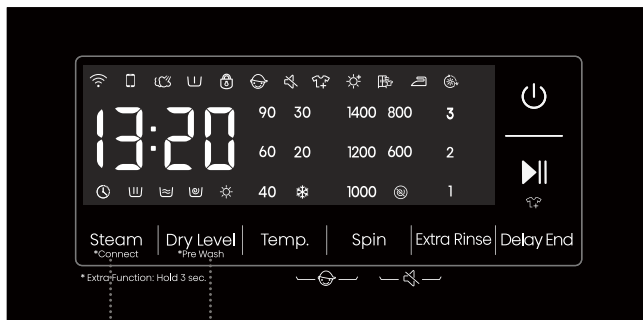 13:20
90 30 1400 800 3
60 20 1200 600 2
40 1000 1
Steam Dry Level Temp. Spin Extra Rinse Delay End
*Connect *Pre Wash
* Extra Function: Hold 3 sec.